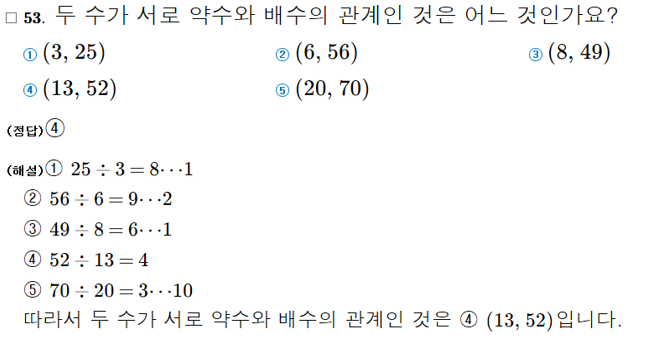 □ 53. 두 수가 서로 약수와 배수의 관계인 것은 어느 것인가요?
① (3, 25) ② (6, 56) ③ (8, 49)
④ (13, 52) ⑤ (20, 70)
(정답)④
(해설)① 25 ÷ 3 = 8⋯1
② 56 ÷ 6 = 9⋯2
③ 49 ÷ 8 = 6⋯1
④ 52 ÷ 13 = 4
⑤ 70 ÷ 20 = 3⋯10
따라서 두 수가 서로 약수와 배수의 관계인 것은 ④ (13, 52)입니다.